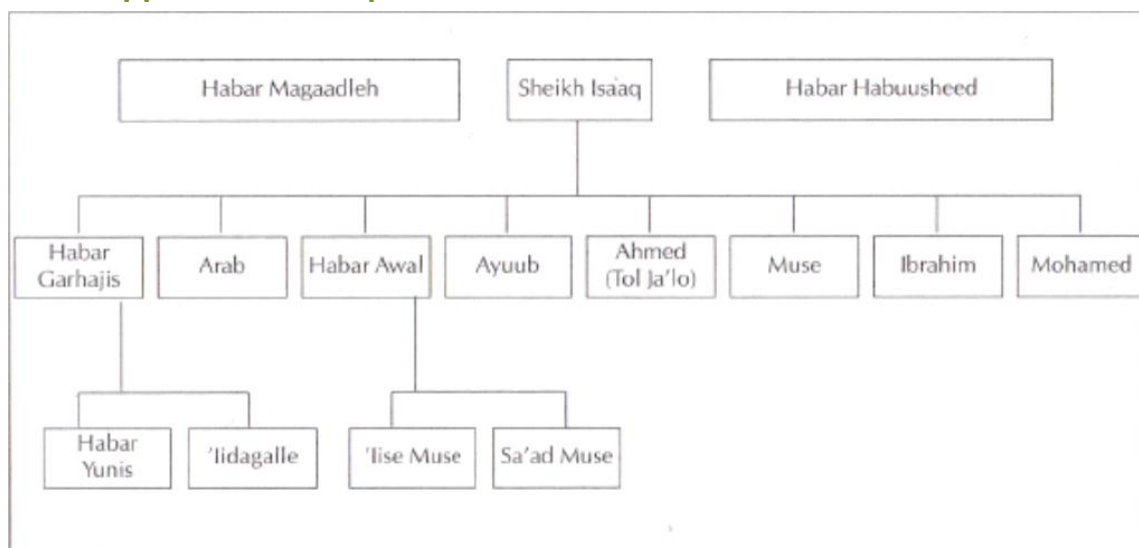 Habar Magaadleh
Sheikh Isaaq
Habar Habuusheed
Habar
Garhajis
Arab
Habar Awal
Ayuub
Ahmed
(Tol Ja'lo)
Muse
Ibrahim
Mohamed
Habar
Yunis
'Iidagalle
'Iise Muse
Sa'ad Muse